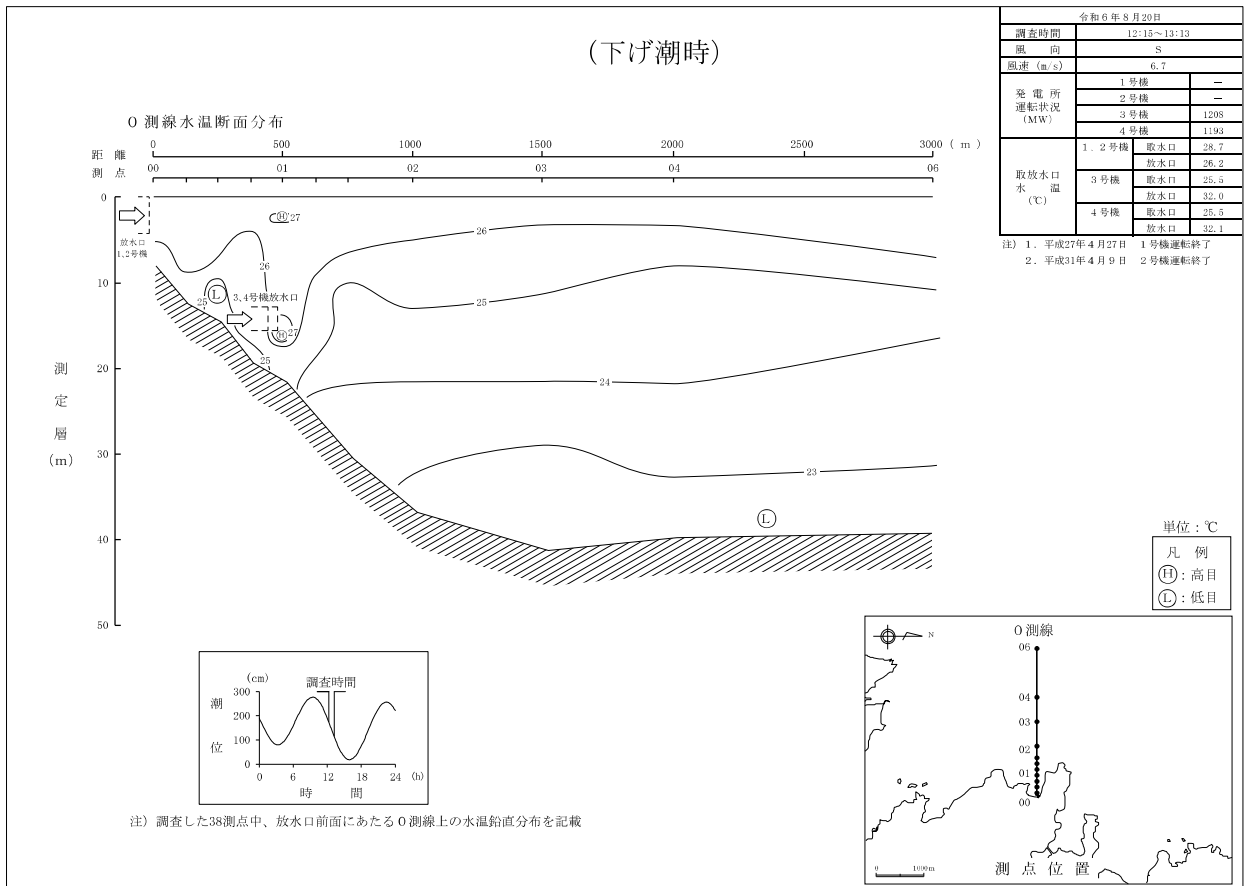 (下げ潮時)
令和6年8月20日
調査時間 12:15～13:13
風 向 S
風速 (m/s) 6.7
発電所運転状況 (MW)
1号機 －
2号機 －
3号機 1208
4号機 1193
取放水口水温 (℃)
1．2号機 取水口 28.7
放水口 26.2
3号機 取水口 25.5
放水口 32.0
4号機 取水口 25.5
放水口 32.1
注) 1．平成27年4月27日 1号機運転終了
2．平成31年4月9日 2号機運転終了
0測線水温断面分布
距離 0 500 1000 1500 2000 2500 3000 (m)
測点 00 01 02 03 04 06
0
10
20
30
40
50
測定層(m)
放水口
1,2号機
3,4号機放水口
H 27
26
26
L
25
25
H 27
25
24
23
L
単位：℃
凡 例
H：高目
L：低目
(cm)
潮位
300
200
100
0
調査時間
0 6 12 18 24 (h)
時 間
N
0測線
06
04
03
02
01
00
0 1000m
測点位置
注) 調査した38測点中、放水口前面にあたる0測線上の水温鉛直分布を記載